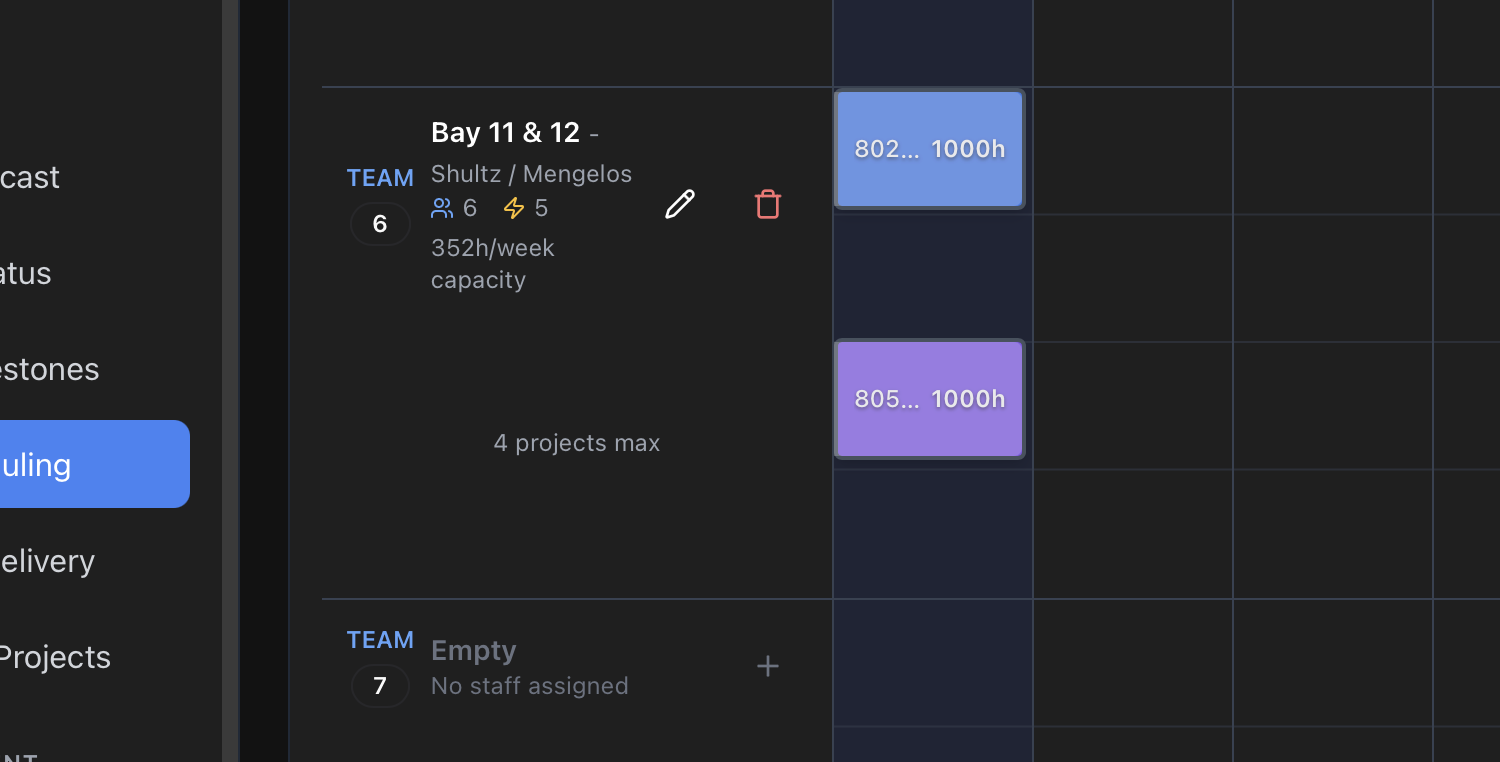 cast
atus
estones
uling
elivery
Projects
NT
TEAM
6
Bay 11 & 12 -
Shultz / Mengelos
6 5
352h/week
capacity
4 projects max
802... 1000h
805... 1000h
TEAM
7
Empty
No staff assigned